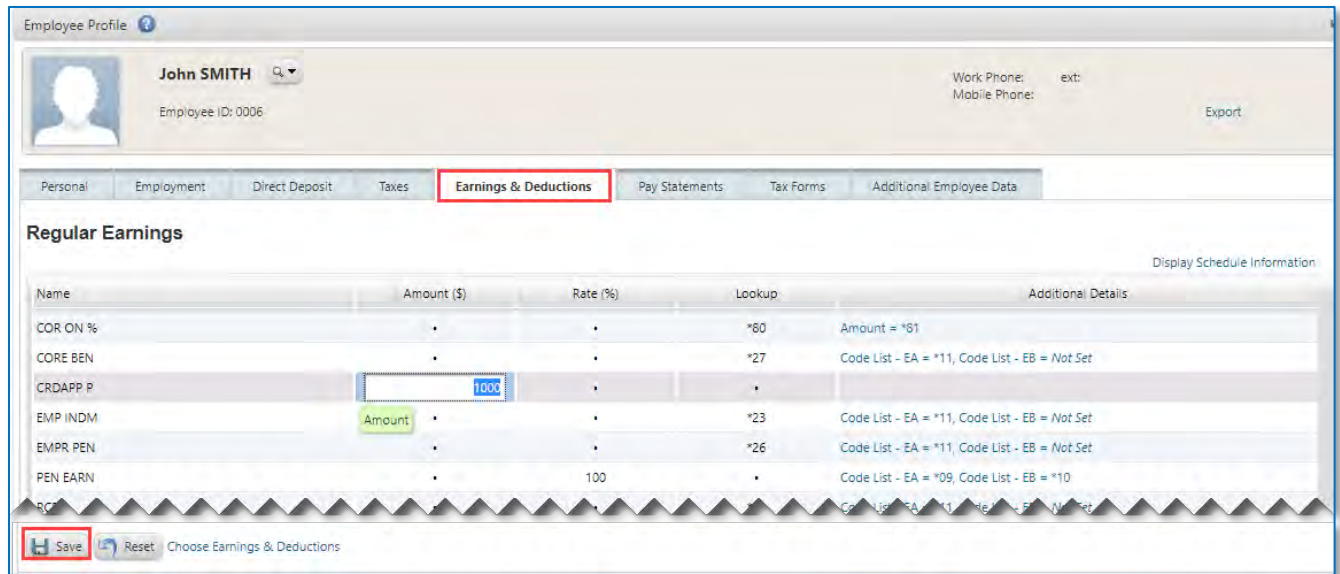 Employee Profile ?
John SMITH
Work Phone: ext:
Mobile Phone:
Employee ID: 0006
Export
Personal Employment Direct Deposit Taxes Earnings & Deductions Pay Statements Tax Forms Additional Employee Data
Regular Earnings
Display Schedule Information
Name Amount ($) Rate (%) Lookup Additional Details
COR ON % • • *80 Amount = *81
CORE BEN • • *27 Code List - EA = *11, Code List - EB = Not Set
CRDAPP P 1000 • •
EMP INDM • • *23 Code List - EA = *11, Code List - EB = Not Set
Amount
EMPR PEN • • *26 Code List - EA = *11, Code List - EB = Not Set
PEN EARN • 100 • Code List - EA = *09, Code List - EB = *10
Save Reset Choose Earnings & Deductions